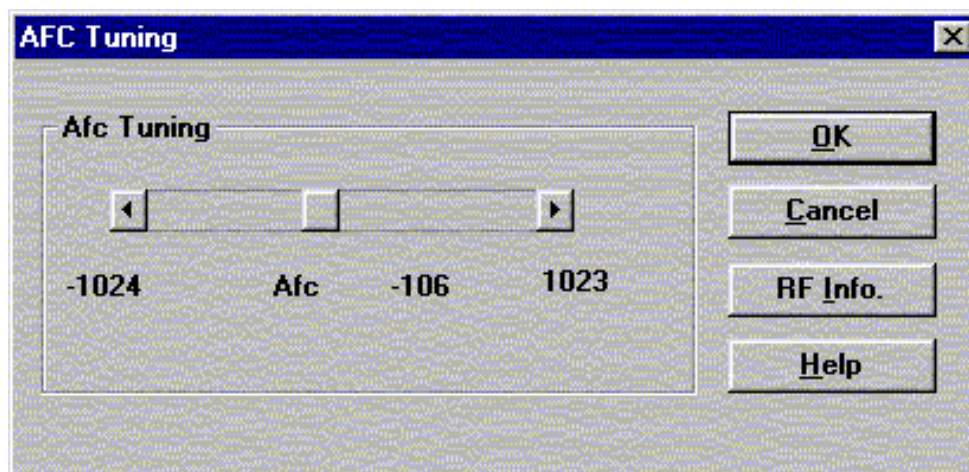 AFC Tuning
Afc Tuning
-1024 Afc -106 1023
OK
Cancel
RF Info.
Help